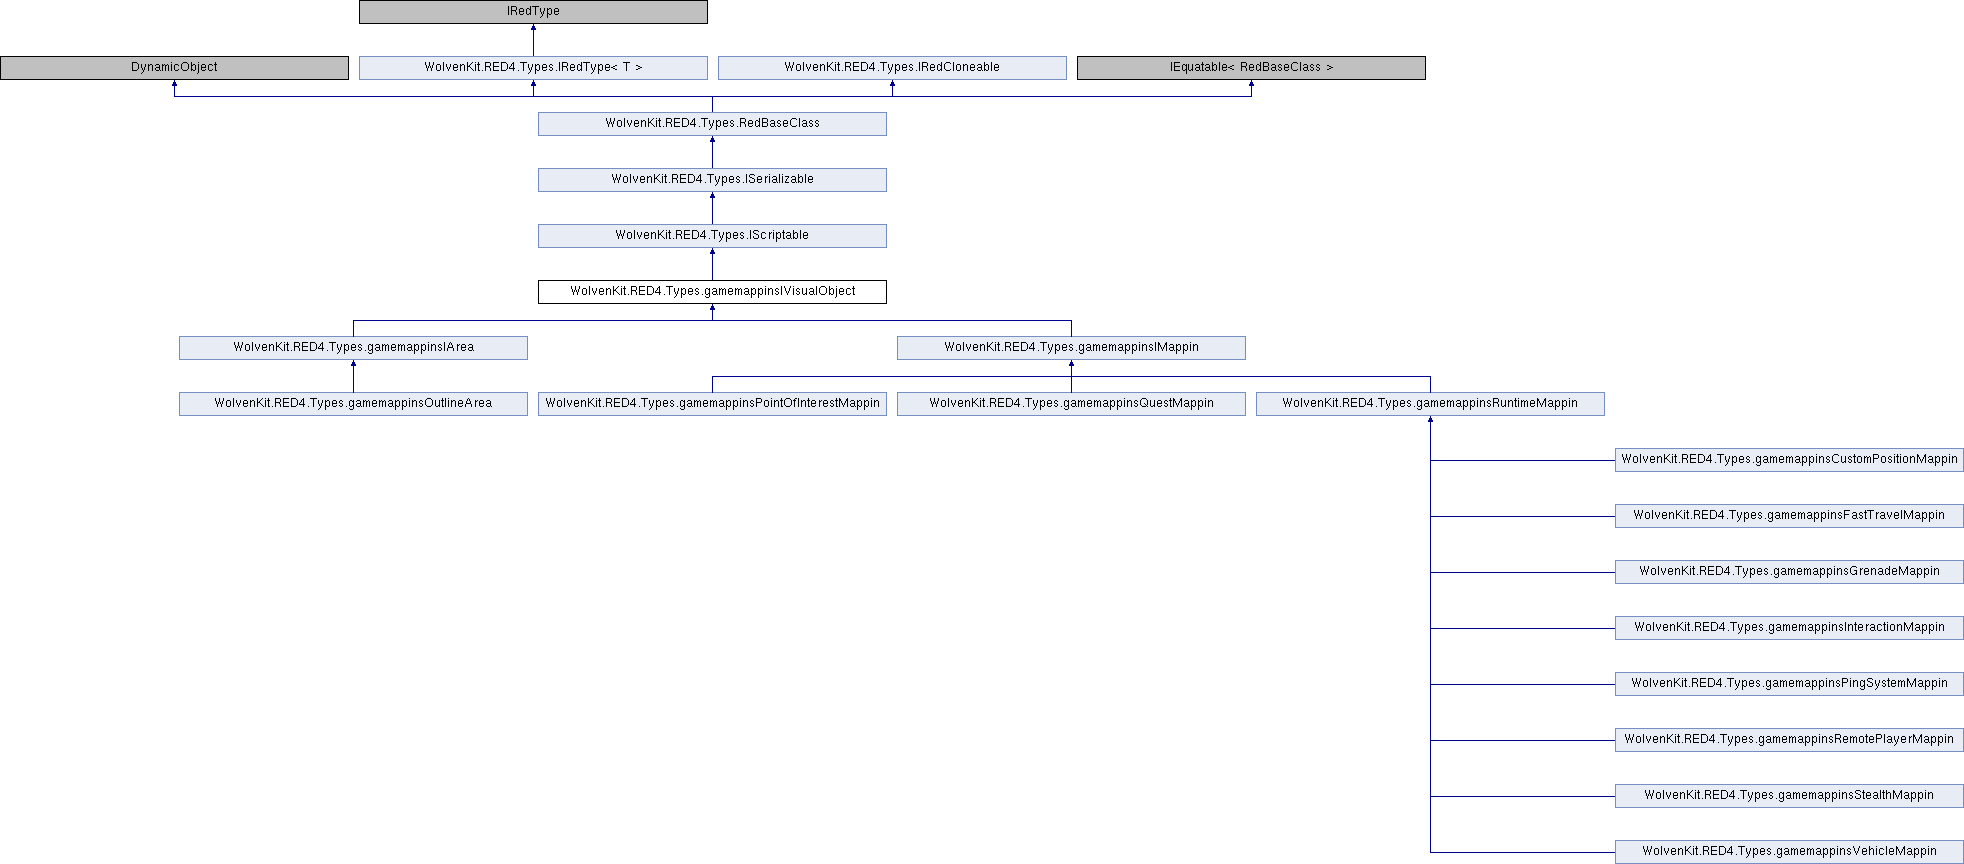 IRedType
DynamicObject
WolvenKit.RED4.Types.IRedType< T >
WolvenKit.RED4.Types.IRedCloneable
IEquatable< RedBaseClass >
WolvenKit.RED4.Types.RedBaseClass
WolvenKit.RED4.Types.ISerializable
WolvenKit.RED4.Types.IScriptable
WolvenKit.RED4.Types.gamemappinsIVisualObject
WolvenKit.RED4.Types.gamemappinsIArea
WolvenKit.RED4.Types.gamemappinsIMappin
WolvenKit.RED4.Types.gamemappinsOutlineArea
WolvenKit.RED4.Types.gamemappinsPointOfInterestMappin
WolvenKit.RED4.Types.gamemappinsQuestMappin
WolvenKit.RED4.Types.gamemappinsRuntimeMappin
WolvenKit.RED4.Types.gamemappinsCustomPositionMappin
WolvenKit.RED4.Types.gamemappinsFastTravelMappin
WolvenKit.RED4.Types.gamemappinsGrenadeMappin
WolvenKit.RED4.Types.gamemappinsInteractionMappin
WolvenKit.RED4.Types.gamemappinsPingSystemMappin
WolvenKit.RED4.Types.gamemappinsRemotePlayerMappin
WolvenKit.RED4.Types.gamemappinsStealthMappin
WolvenKit.RED4.Types.gamemappinsVehicleMappin